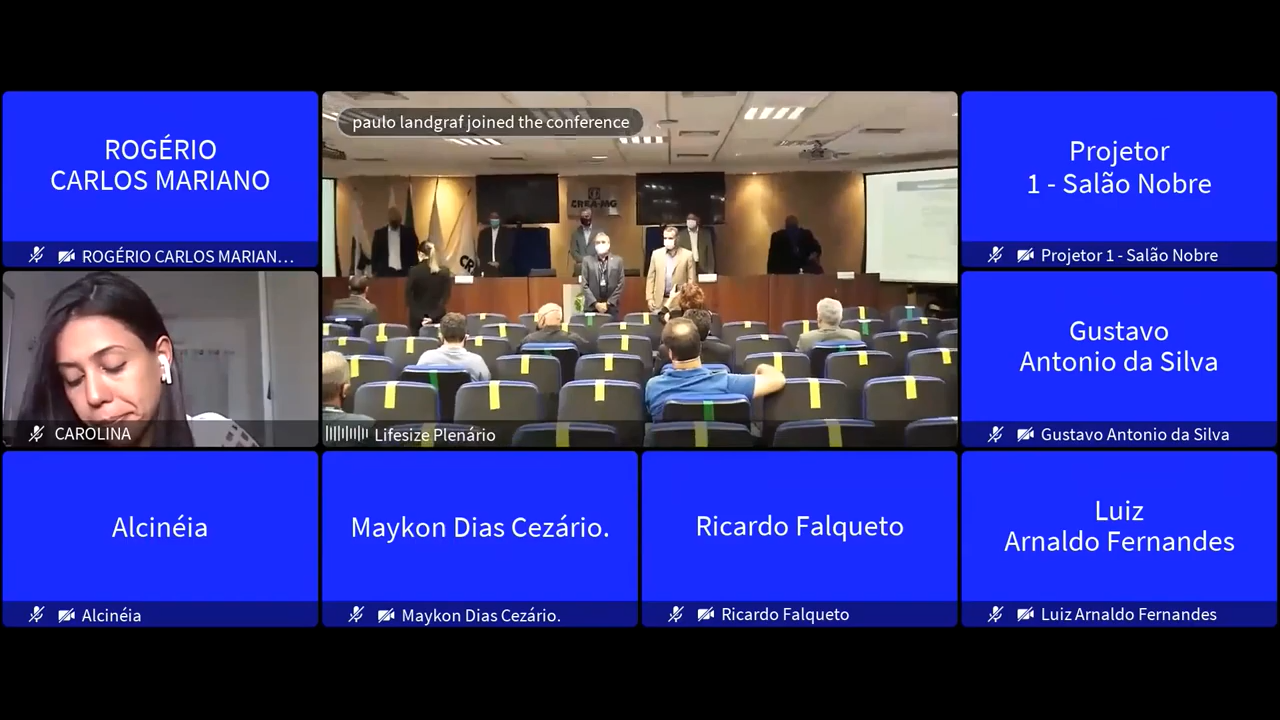 ROGÉRIO
CARLOS MARIANO
ROGÉRIO CARLOS MARIAN...
paulo landgraf joined the conference
CREA-MG
Lifesize Plenário
Projetor
1 - Salão Nobre
Projetor 1 - Salão Nobre
CAROLINA
Gustavo
Antonio da Silva
Gustavo Antonio da Silva
Alcinéia
Alcinéia
Maykon Dias Cezário.
Maykon Dias Cezário.
Ricardo Falqueto
Ricardo Falqueto
Luiz
Arnaldo Fernandes
Luiz Arnaldo Fernandes